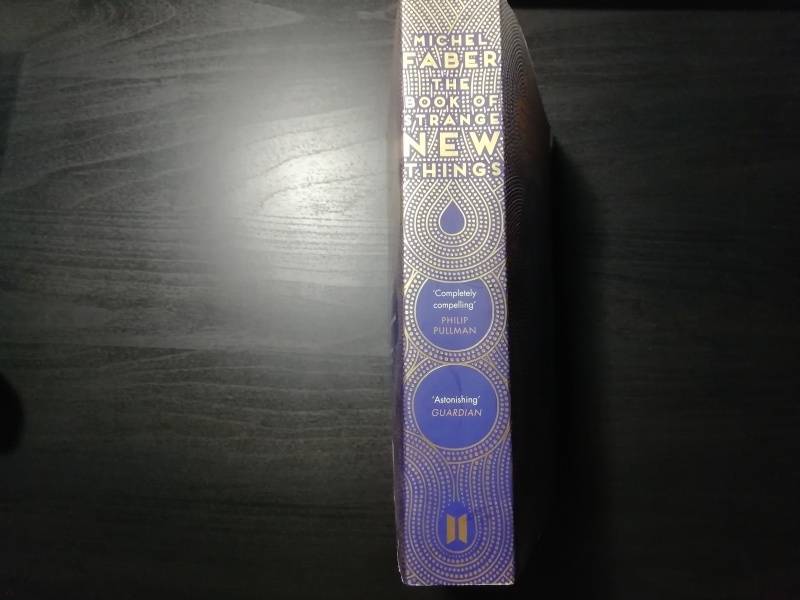 MICHEL
FABER
THE
BOOK OF
STRANGE
NEW
THINGS
'Completely
compelling'
PHILIP
PULLMAN
'Astonishing'
GUARDIAN